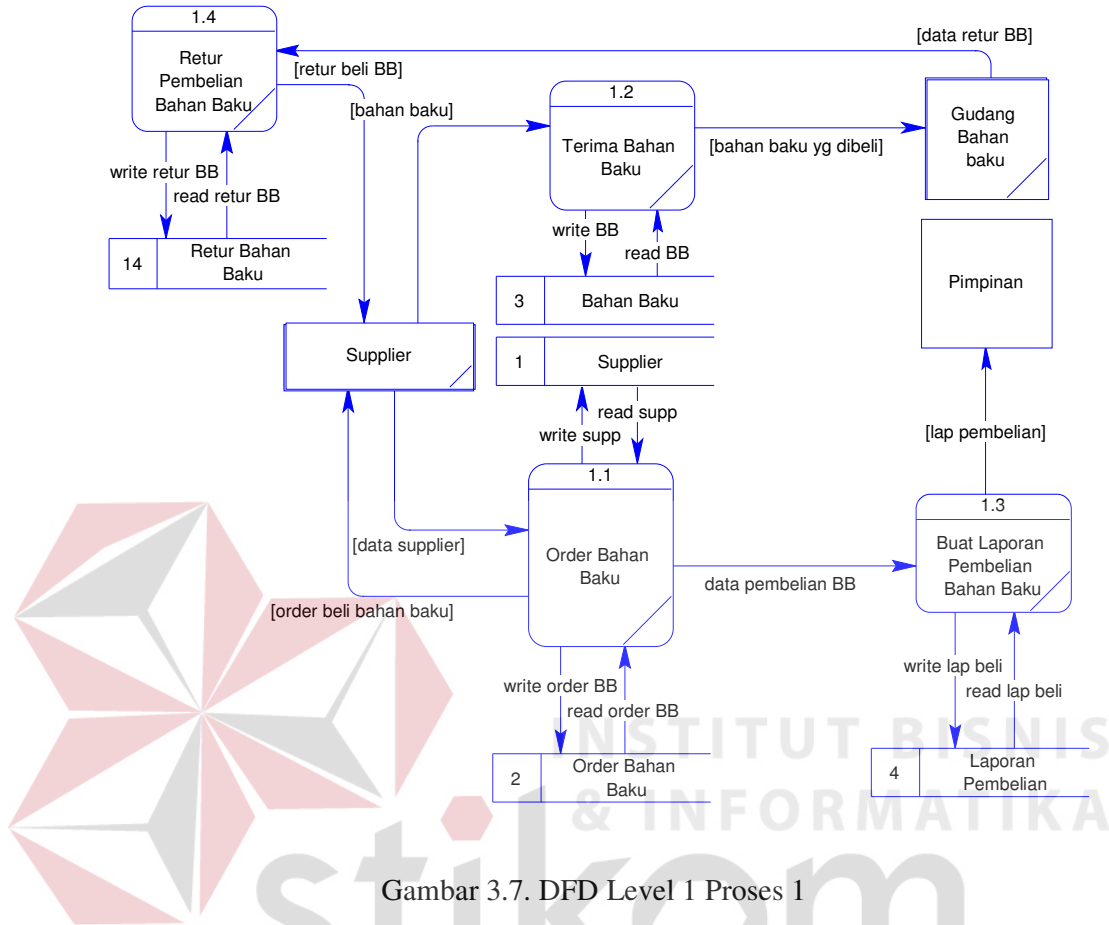 1.4
Retur
Pembelian
Bahan Baku
[data retur BB]
[retur beli BB]
[bahan baku]
1.2
Terima Bahan
Baku
[bahan baku yg dibeli]
Gudang
Bahan
baku
write retur BB
read retur BB
14
Retur Bahan
Baku
write BB
read BB
3
Bahan Baku
Pimpinan
Supplier
1
Supplier
read supp
write supp
[lap pembelian]
1.1
Order Bahan
Baku
1.3
Buat Laporan
Pembelian
Bahan Baku
[data supplier]
data pembelian BB
[order beli bahan baku]
write order BB
read order BB
write lap beli
read lap beli
2
Order Bahan
Baku
4
Laporan
Pembelian
INSTITUT BISNIS
& INFORMATIKA
stikom
Gambar 3.7. DFD Level 1 Proses 1